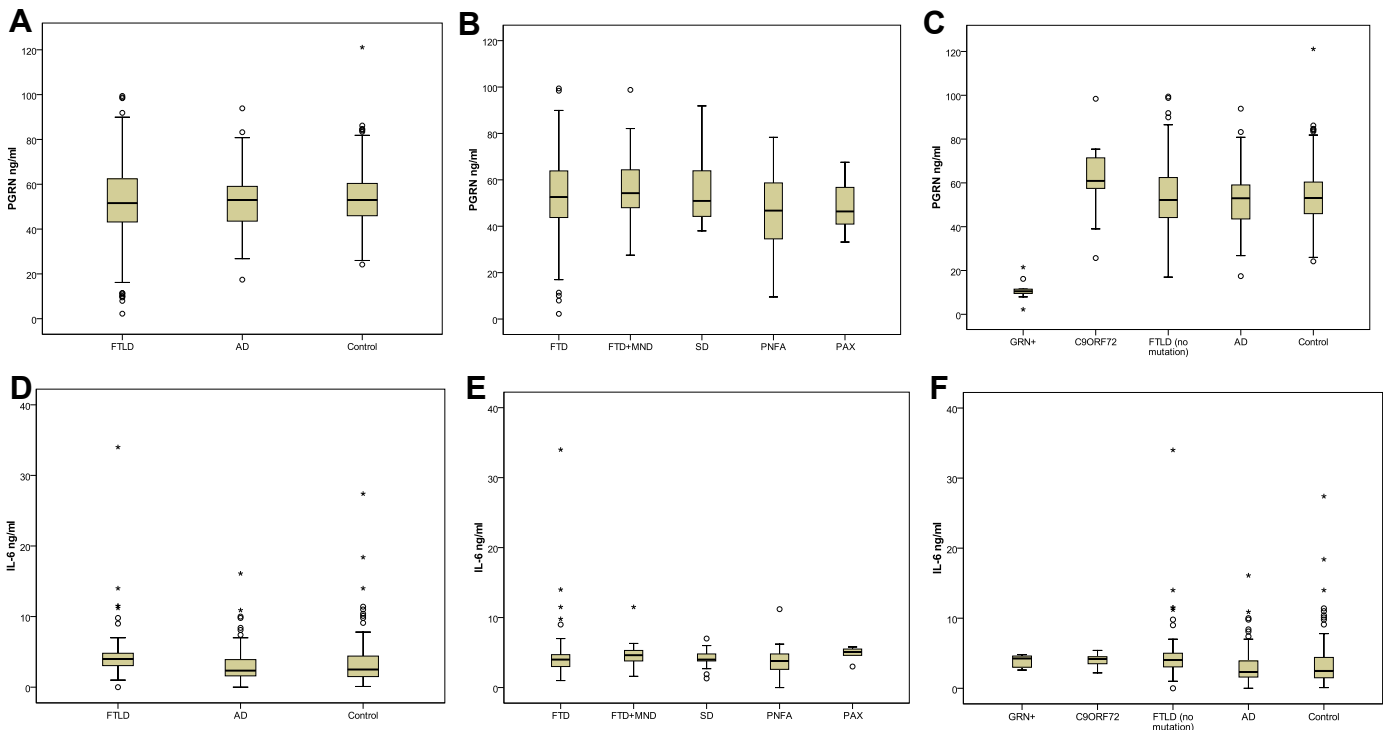 A
PGRN ng/ml
120
100
80
60
40
20
0
FTLD
AD
Control
B
PGRN ng/ml
120
100
80
60
40
20
0
FTD
FTD+MND
SD
PNFA
PAX
C
PGRN ng/ml
120
100
80
60
40
20
0
GRN+
C9ORF72
FTLD (no
mutation)
AD
Control
D
IL-6 ng/ml
40
30
20
10
0
FTLD
AD
Control
E
IL-6 ng/ml
40
30
20
10
0
FTD
FTD+MND
SD
PNFA
PAX
F
IL-6 ng/ml
40
30
20
10
0
GRN+
C9ORF72
FTLD (no
mutation)
AD
Control